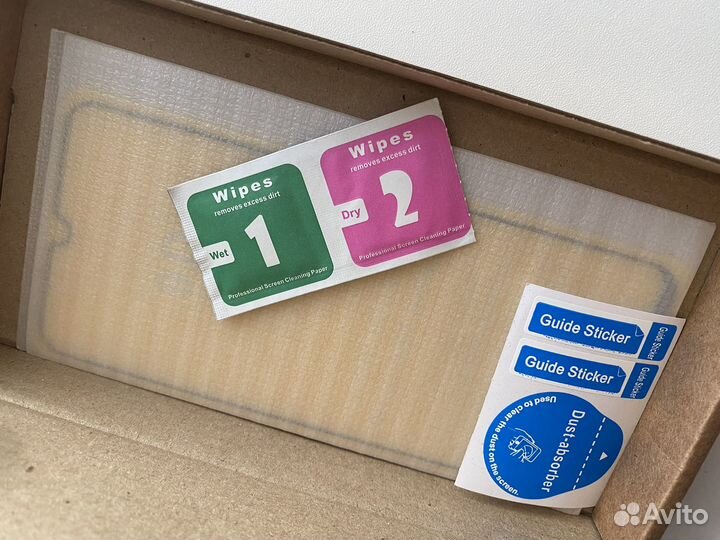 Wipes
removes excess dirt
Wet
1
Professional Screen Cleaning Paper
Wipes
removes excess dirt
Dry
2
Professional Screen Cleaning Paper
Guide Sticker
Guide Sticker
Guide Sticker
Guide Sticker
Dust-absorber
Used to clear the dust on the screen.
Avito